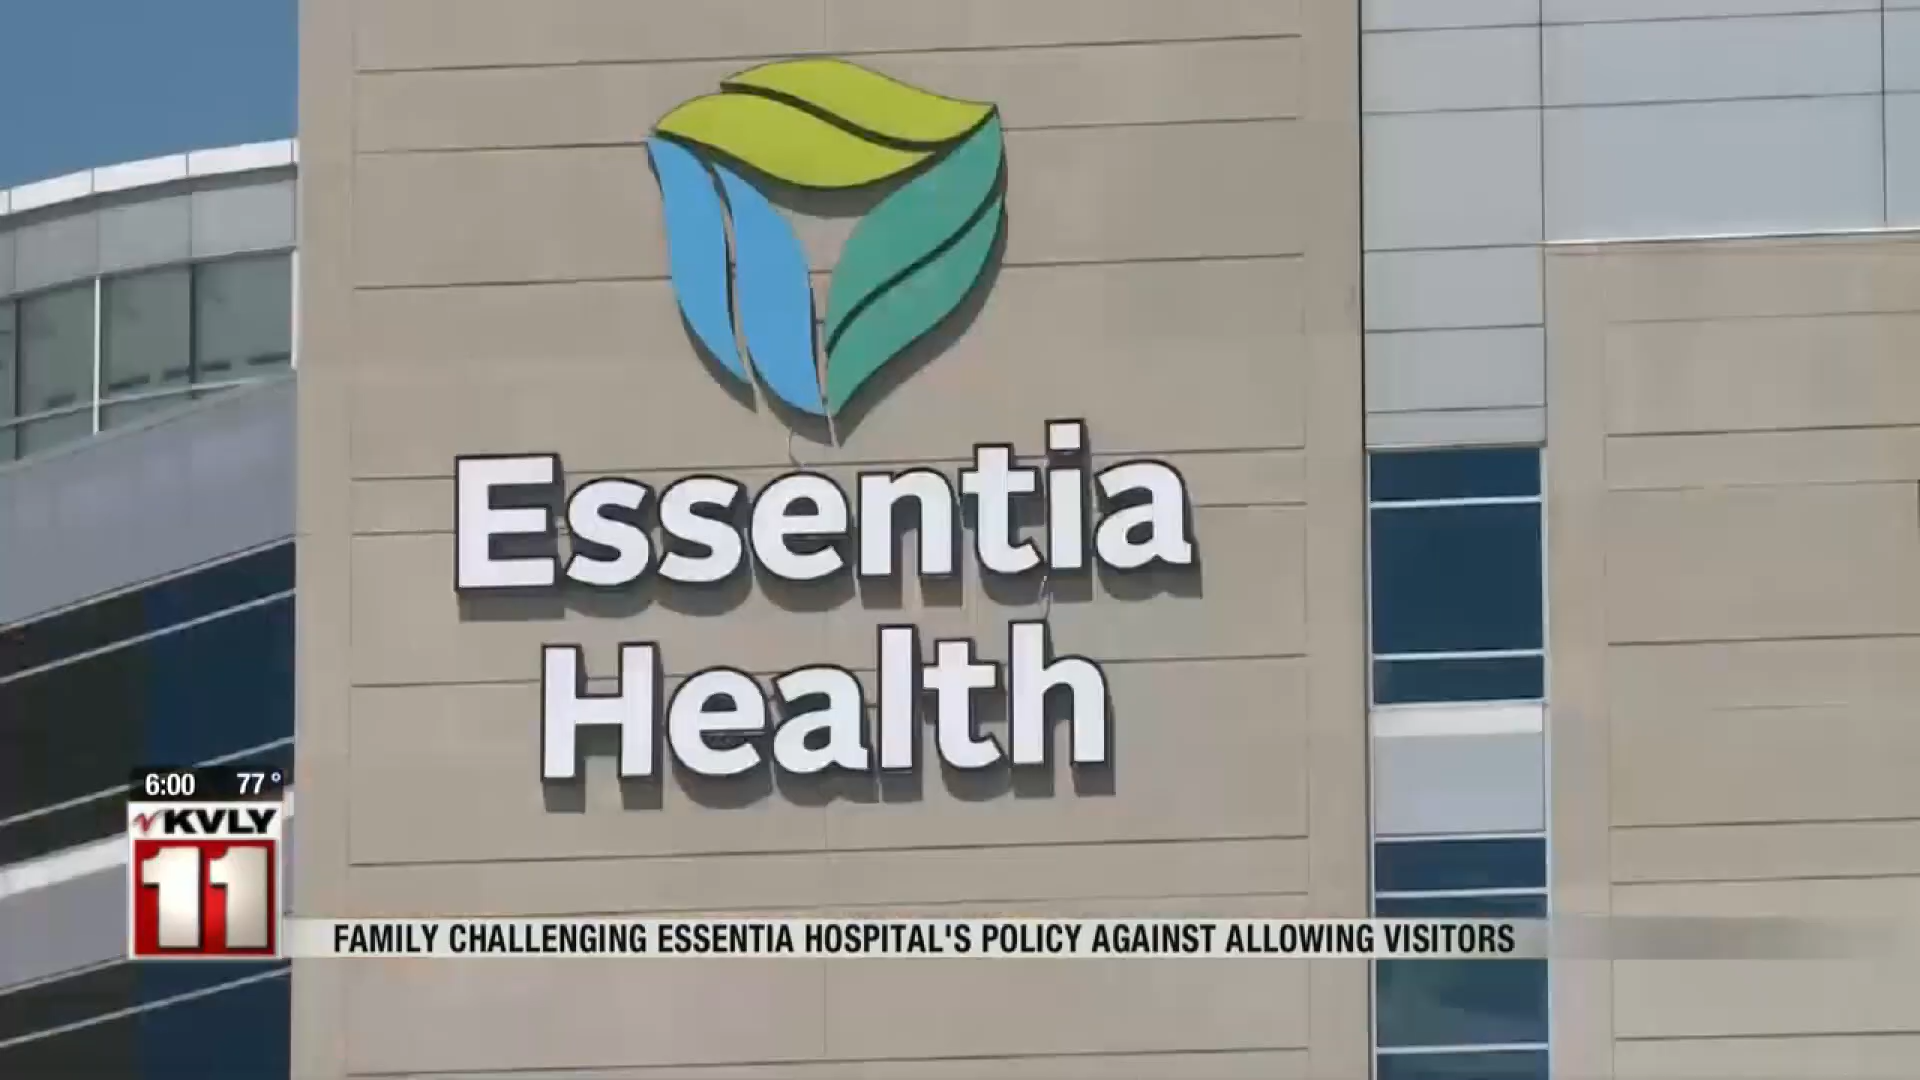 Essentia
Health
6:00 77°
KVLY
11
FAMILY CHALLENGING ESSENTIA HOSPITAL'S POLICY AGAINST ALLOWING VISITORS